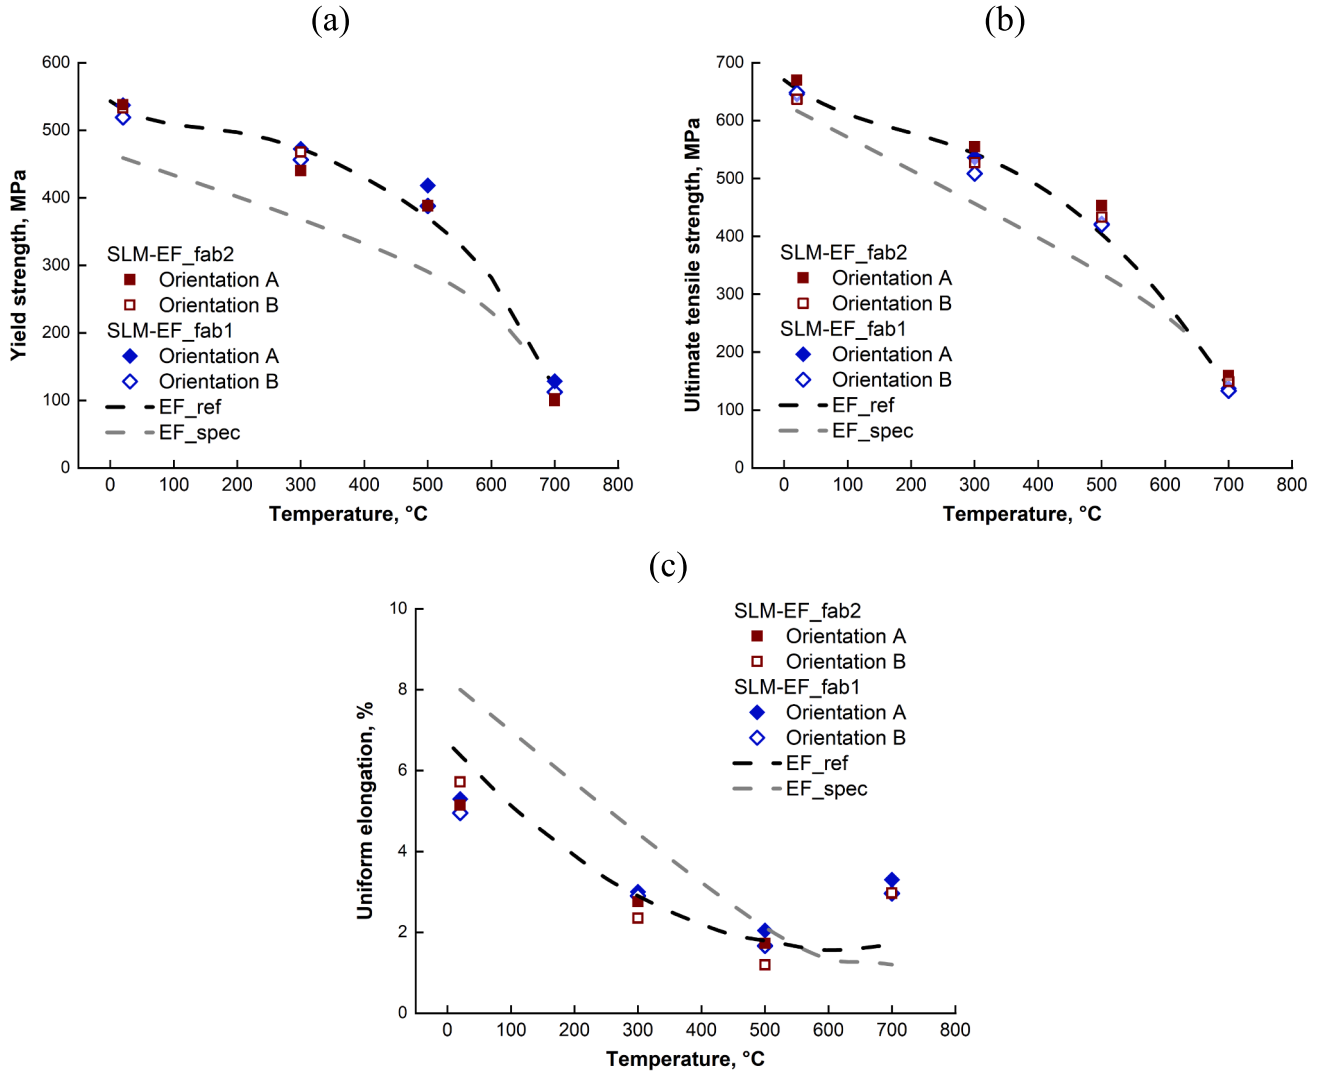 (a)
600
500
400
300
200
100
0
Yield strength, MPa
SLM-EF_fab2
Orientation A
Orientation B
SLM-EF_fab1
Orientation A
Orientation B
EF_ref
EF_spec
0 100 200 300 400 500 600 700 800
Temperature, °C
(b)
700
600
500
400
300
200
100
0
Ultimate tensile strength, MPa
SLM-EF_fab2
Orientation A
Orientation B
SLM-EF_fab1
Orientation A
Orientation B
EF_ref
EF_spec
0 100 200 300 400 500 600 700 800
Temperature, °C
(c)
10
8
6
4
2
0
Uniform elongation, %
SLM-EF_fab2
Orientation A
Orientation B
SLM-EF_fab1
Orientation A
Orientation B
EF_ref
EF_spec
0 100 200 300 400 500 600 700 800
Temperature, °C